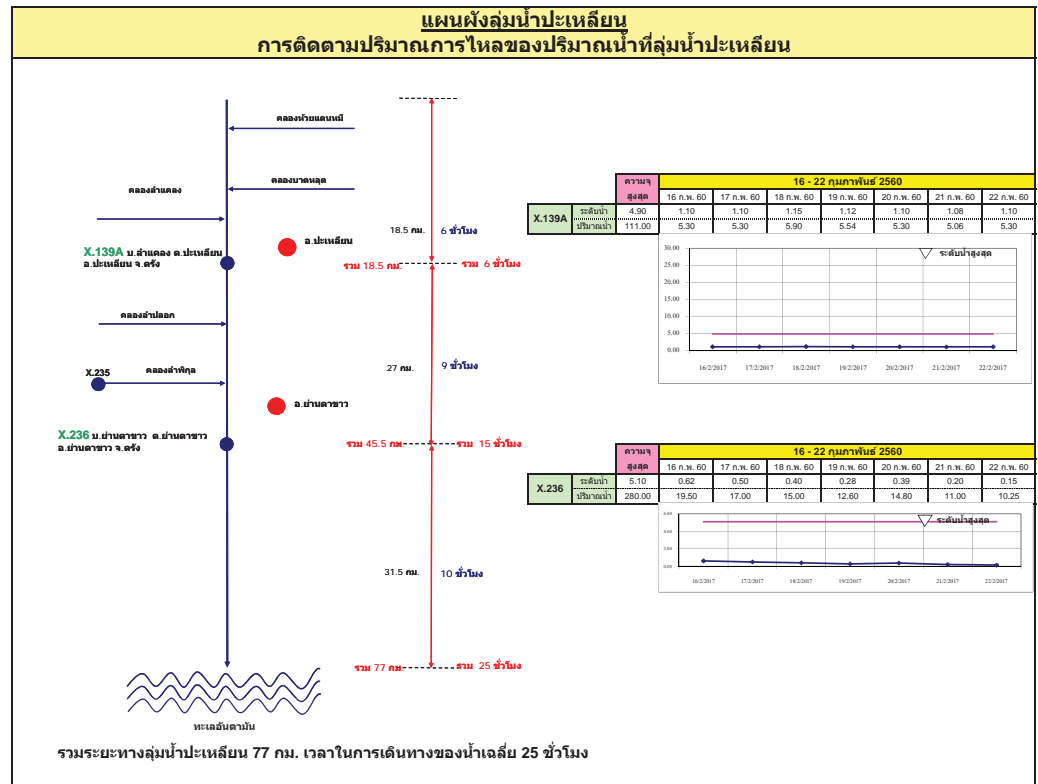 แผนผังลุ่มน้ำปะเหลียน
การติดตามปริมาณการไหลของปริมาณน้ำที่ลุ่มน้ำปะเหลียน
คลองห้วยแดนหมี
คลองบาดหลุด
คลองลำแคลง
อ.ปะเหลียน
X.139A บ.ลำแคลง ต.ปะเหลียน
อ.ปะเหลียน จ.ตรัง
18.5 กม. 6 ชั่วโมง
รวม 18.5 กม. รวม 6 ชั่วโมง
คลองลำปลอก
X.235 คลองลำพิกุล
27 กม. 9 ชั่วโมง
อ.ย่านตาขาว
X.236 บ.ย่านตาขาว ต.ย่านตาขาว
อ.ย่านตาขาว จ.ตรัง
รวม 45.5 กม. รวม 15 ชั่วโมง
31.5 กม. 10 ชั่วโมง
รวม 77 กม. รวม 25 ชั่วโมง
ทะเลอันดามัน
ความจุ 16 - 22 กุมภาพันธ์ 2560
สูงสุด 16 ก.พ. 60 17 ก.พ. 60 18 ก.พ. 60 19 ก.พ. 60 20 ก.พ. 60 21 ก.พ. 60 22 ก.พ. 60
X.139A ระดับน้ำ 4.90 1.10 1.10 1.15 1.12 1.10 1.08 1.10
ปริมาณน้ำ 111.00 5.30 5.30 5.90 5.54 5.30 5.06 5.30
ระดับน้ำสูงสุด
30.00
25.00
20.00
15.00
10.00
5.00
0.00
16/2/2017 17/2/2017 18/2/2017 19/2/2017 20/2/2017 21/2/2017 22/2/2017
ความจุ 16 - 22 กุมภาพันธ์ 2560
สูงสุด 16 ก.พ. 60 17 ก.พ. 60 18 ก.พ. 60 19 ก.พ. 60 20 ก.พ. 60 21 ก.พ. 60 22 ก.พ. 60
X.236 ระดับน้ำ 5.10 0.62 0.50 0.40 0.28 0.39 0.20 0.15
ปริมาณน้ำ 280.00 19.50 17.00 15.00 12.60 14.80 11.00 10.25
ระดับน้ำสูงสุด
6.00
4.00
2.00
0.00
16/2/2017 17/2/2017 18/2/2017 19/2/2017 20/2/2017 21/2/2017 22/2/2017
รวมระยะทางลุ่มน้ำปะเหลียน 77 กม. เวลาในการเดินทางของน้ำเฉลี่ย 25 ชั่วโมง